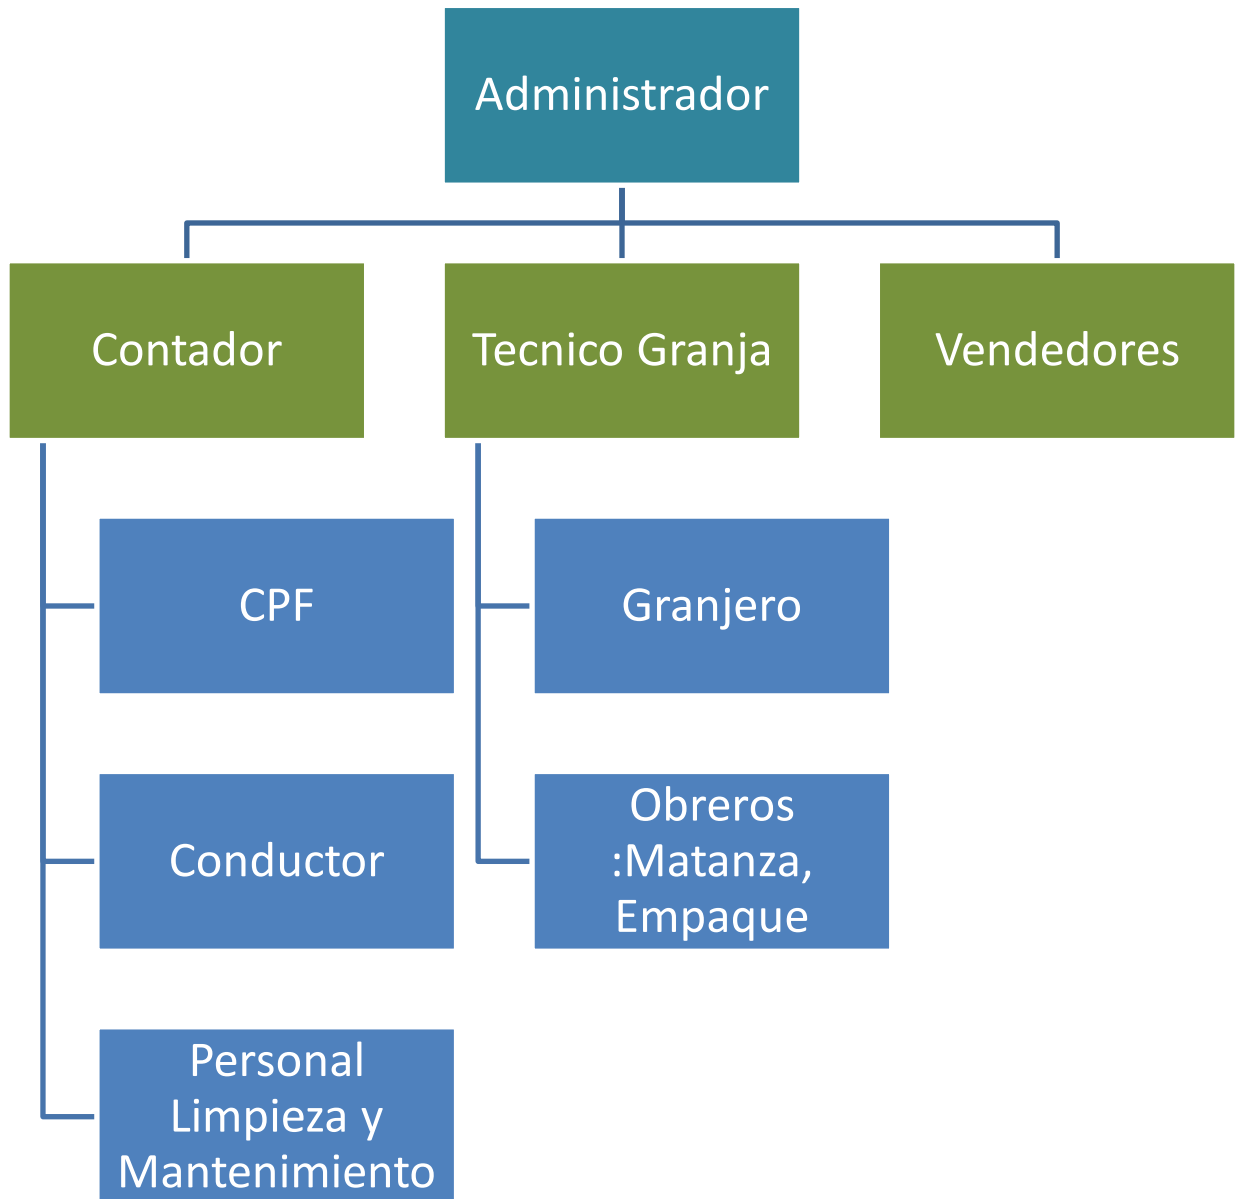 Administrador
Contador
Tecnico Granja
Vendedores
CPF
Granjero
Conductor
Obreros
:Matanza,
Empaque
Personal
Limpieza y
Mantenimiento